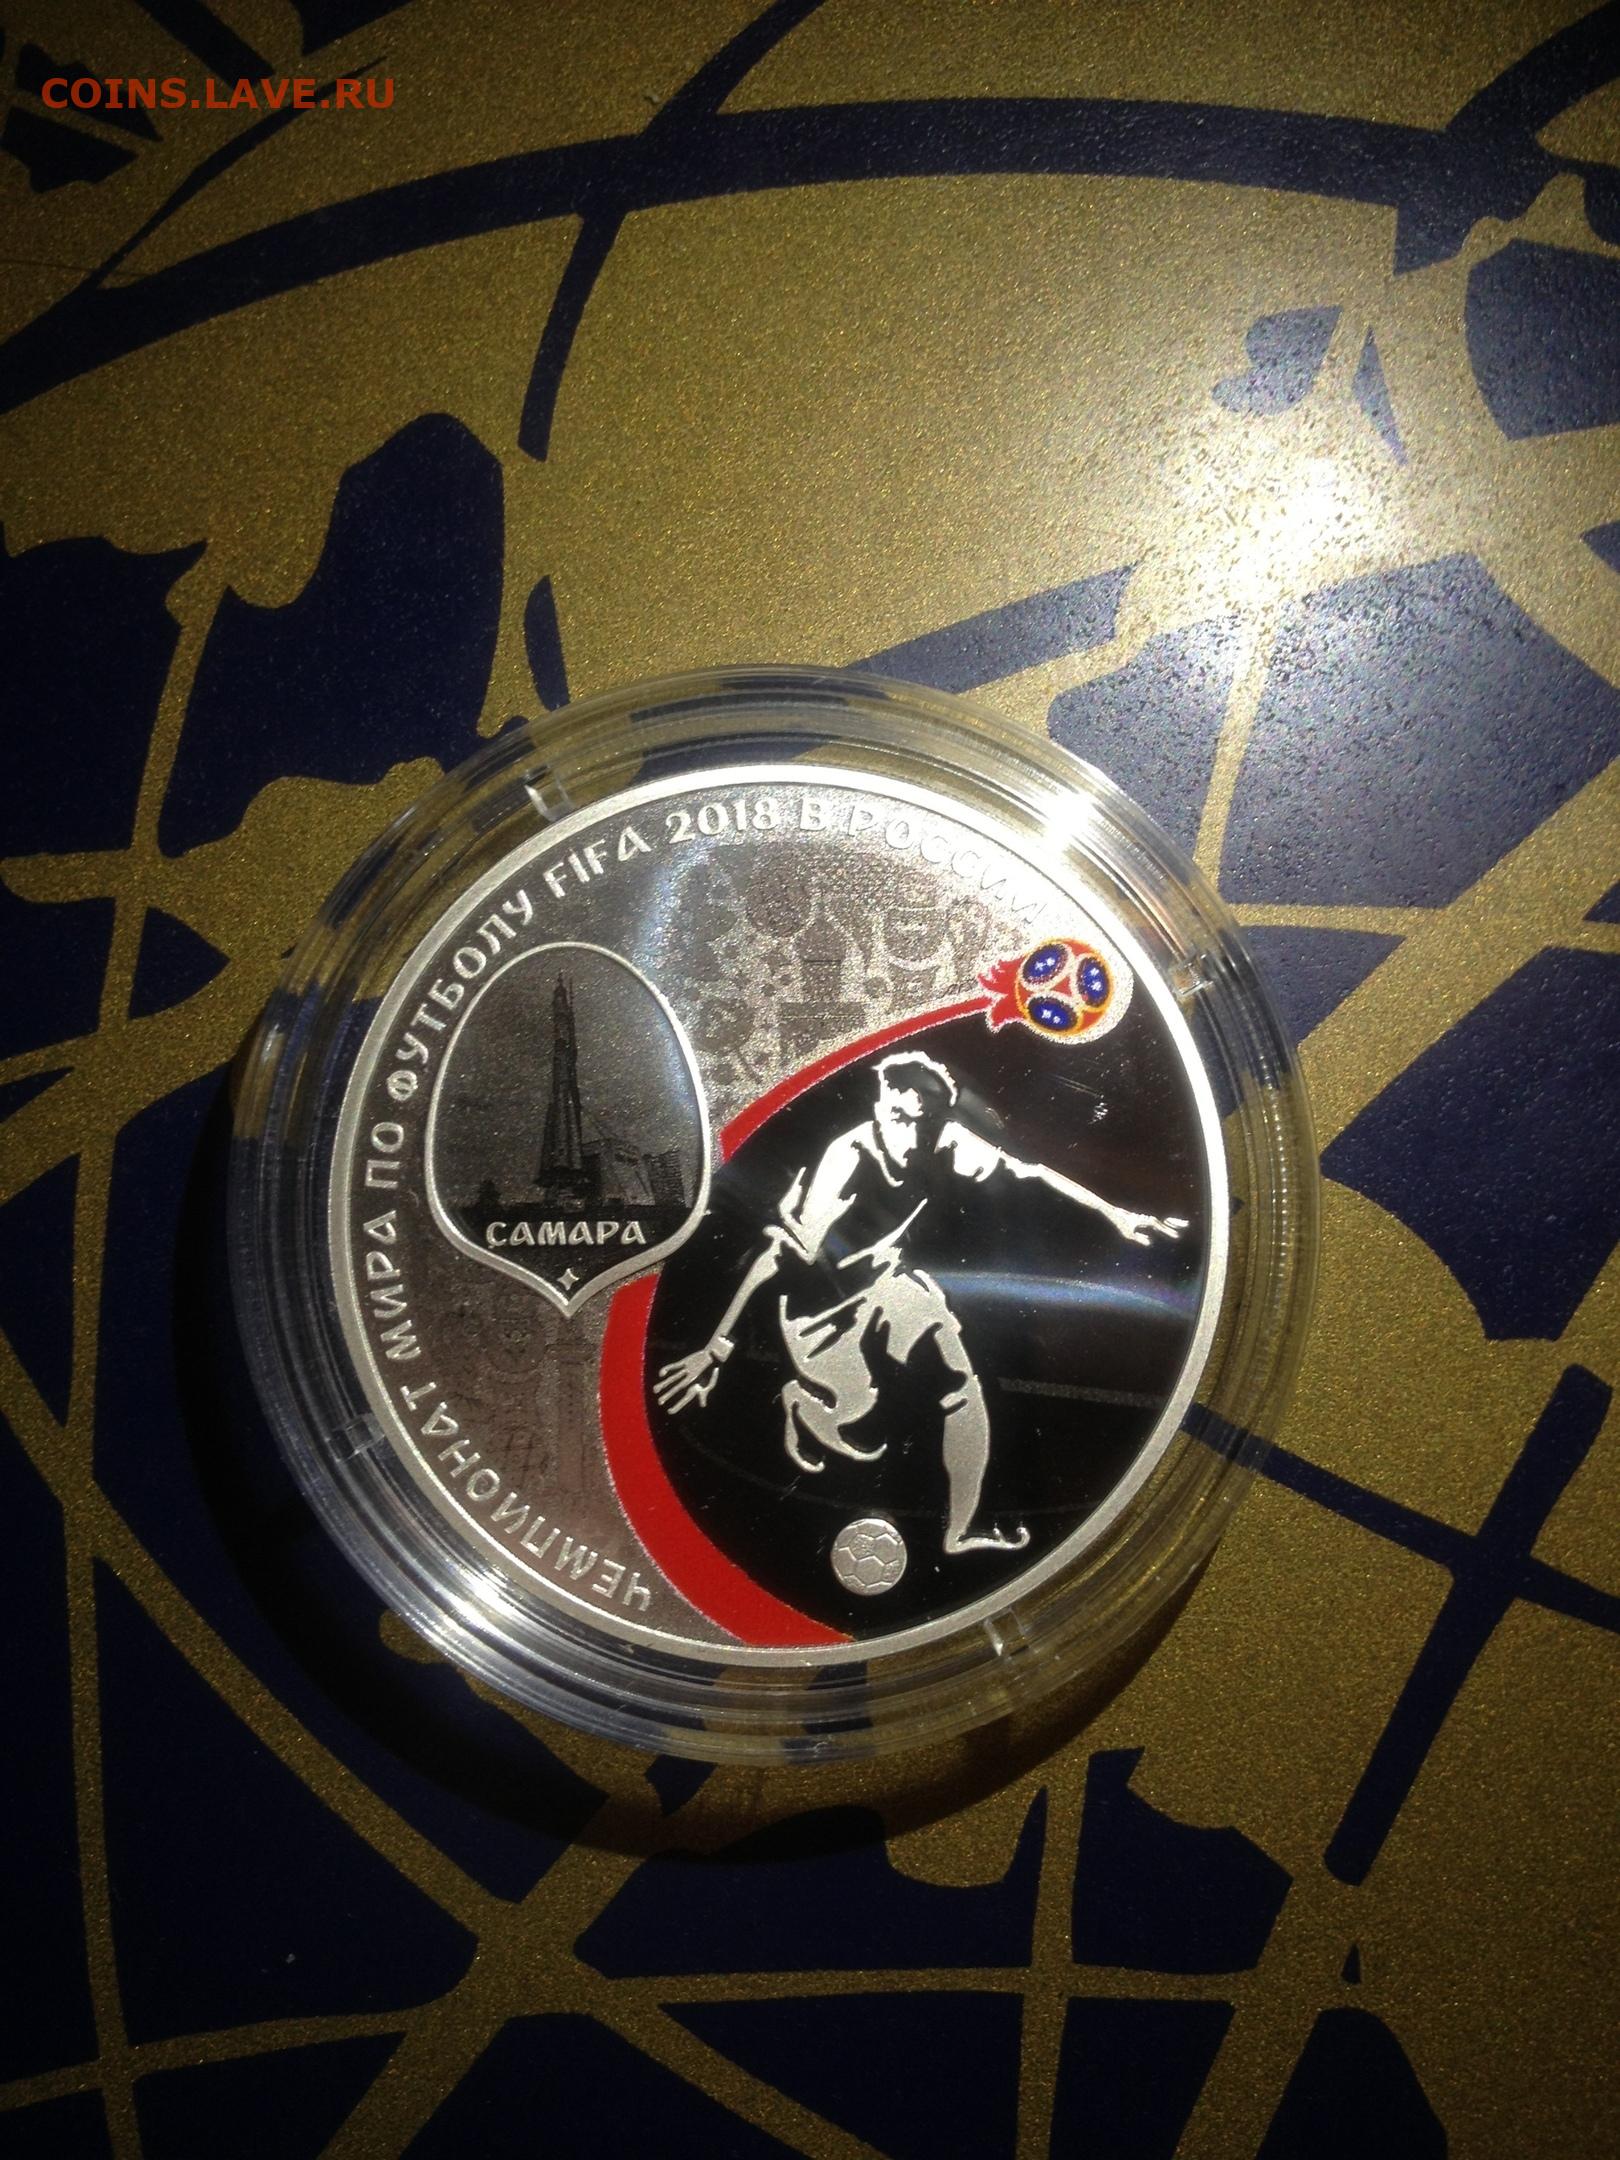 COINS.LAVE.RU
ЧЕМПИОНАТ МИРА ПО ФУТБОЛУ FIFA 2018 В РОССИИ
САМАРА